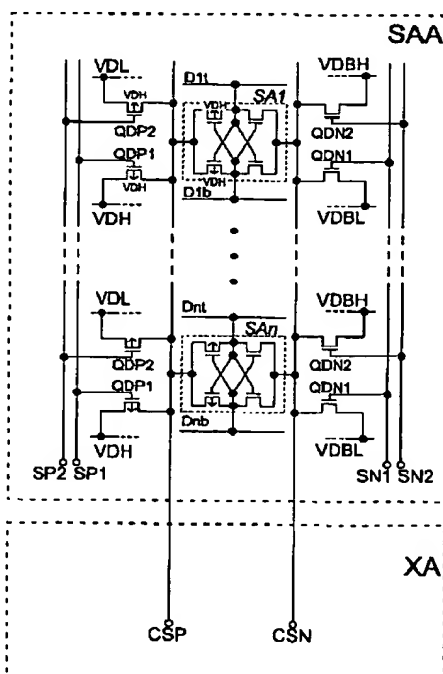 SAA
VDL
D1t
VDBH
VDH
SA1
VDH
QDP2
QDN2
QDP1
QDN1
VDH
VDH
VDH
D1b
VDBL
VDL
Dnt
VDBH
SAn
QDP2
QDN2
QDP1
QDN1
VDH
Dnb
VDBL
SP2 SP1
SN1 SN2
XA
CSP
CSN